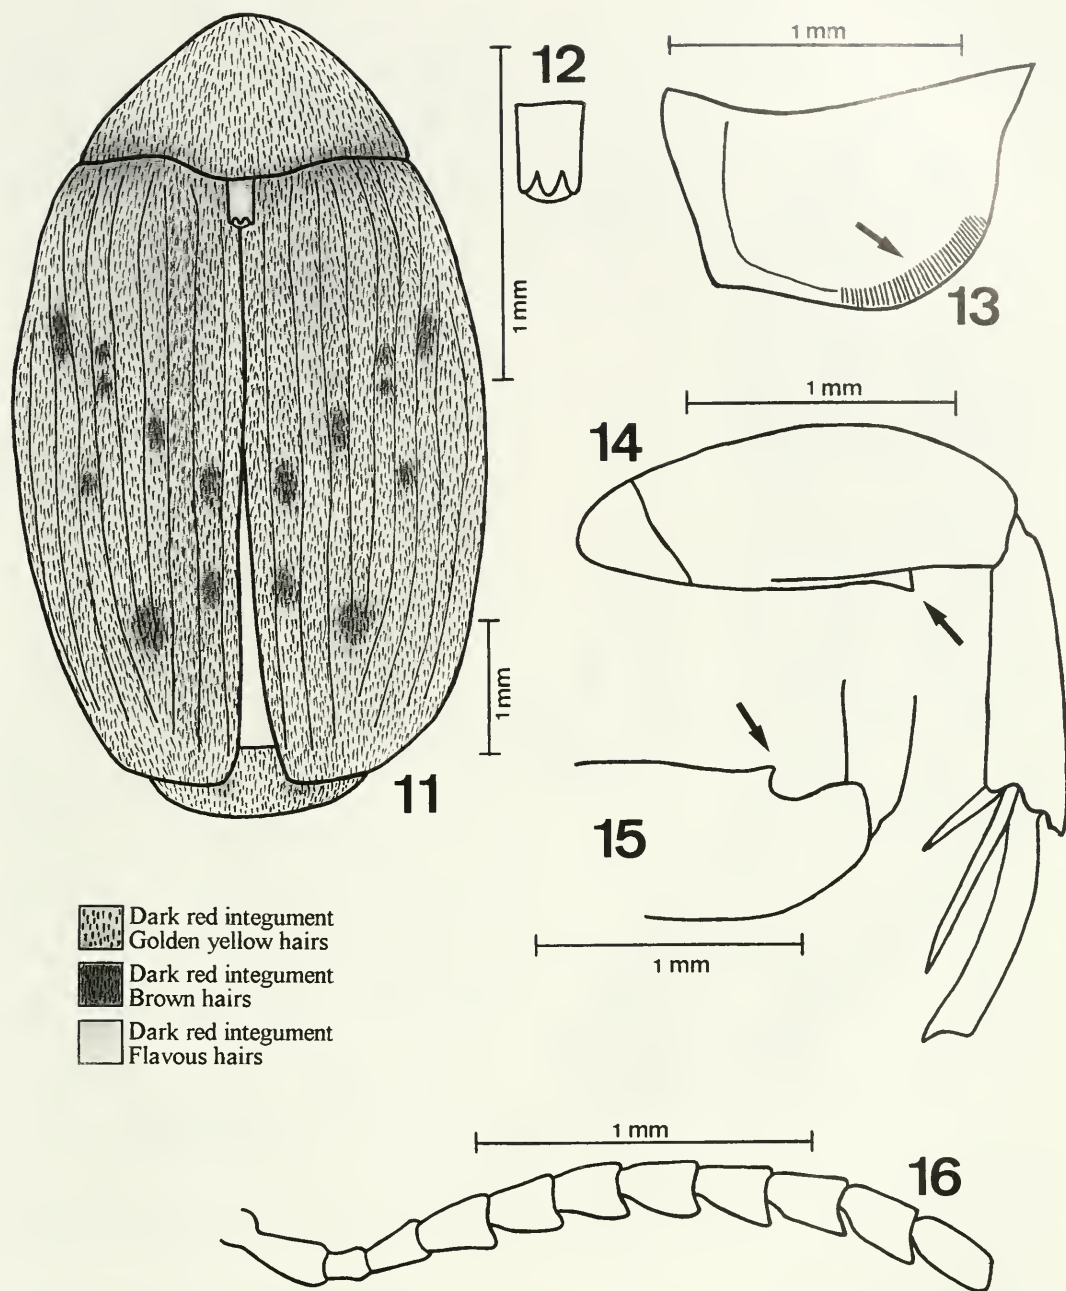 12
1 mm
1 mm
13
1 mm
14
1 mm
11
15
1 mm
Dark red integument
Golden yellow hairs
Dark red integument
Brown hairs
Dark red integument
Flavous hairs
1 mm
16